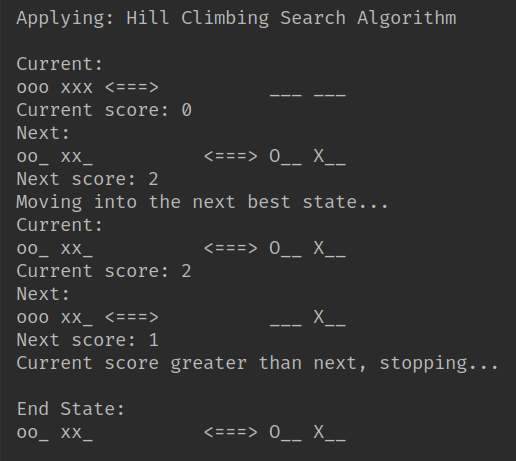 Applying: Hill Climbing Search Algorithm
Current:
ooo xxx <===>          ___ ___
Current score: 0
Next:
oo_ xx_          <===> O__ X__
Next score: 2
Moving into the next best state...
Current:
oo_ xx_          <===> O__ X__
Current score: 2
Next:
ooo xx_ <===>          ___ X__
Next score: 1
Current score greater than next, stopping...
End State:
oo_ xx_          <===> O__ X__